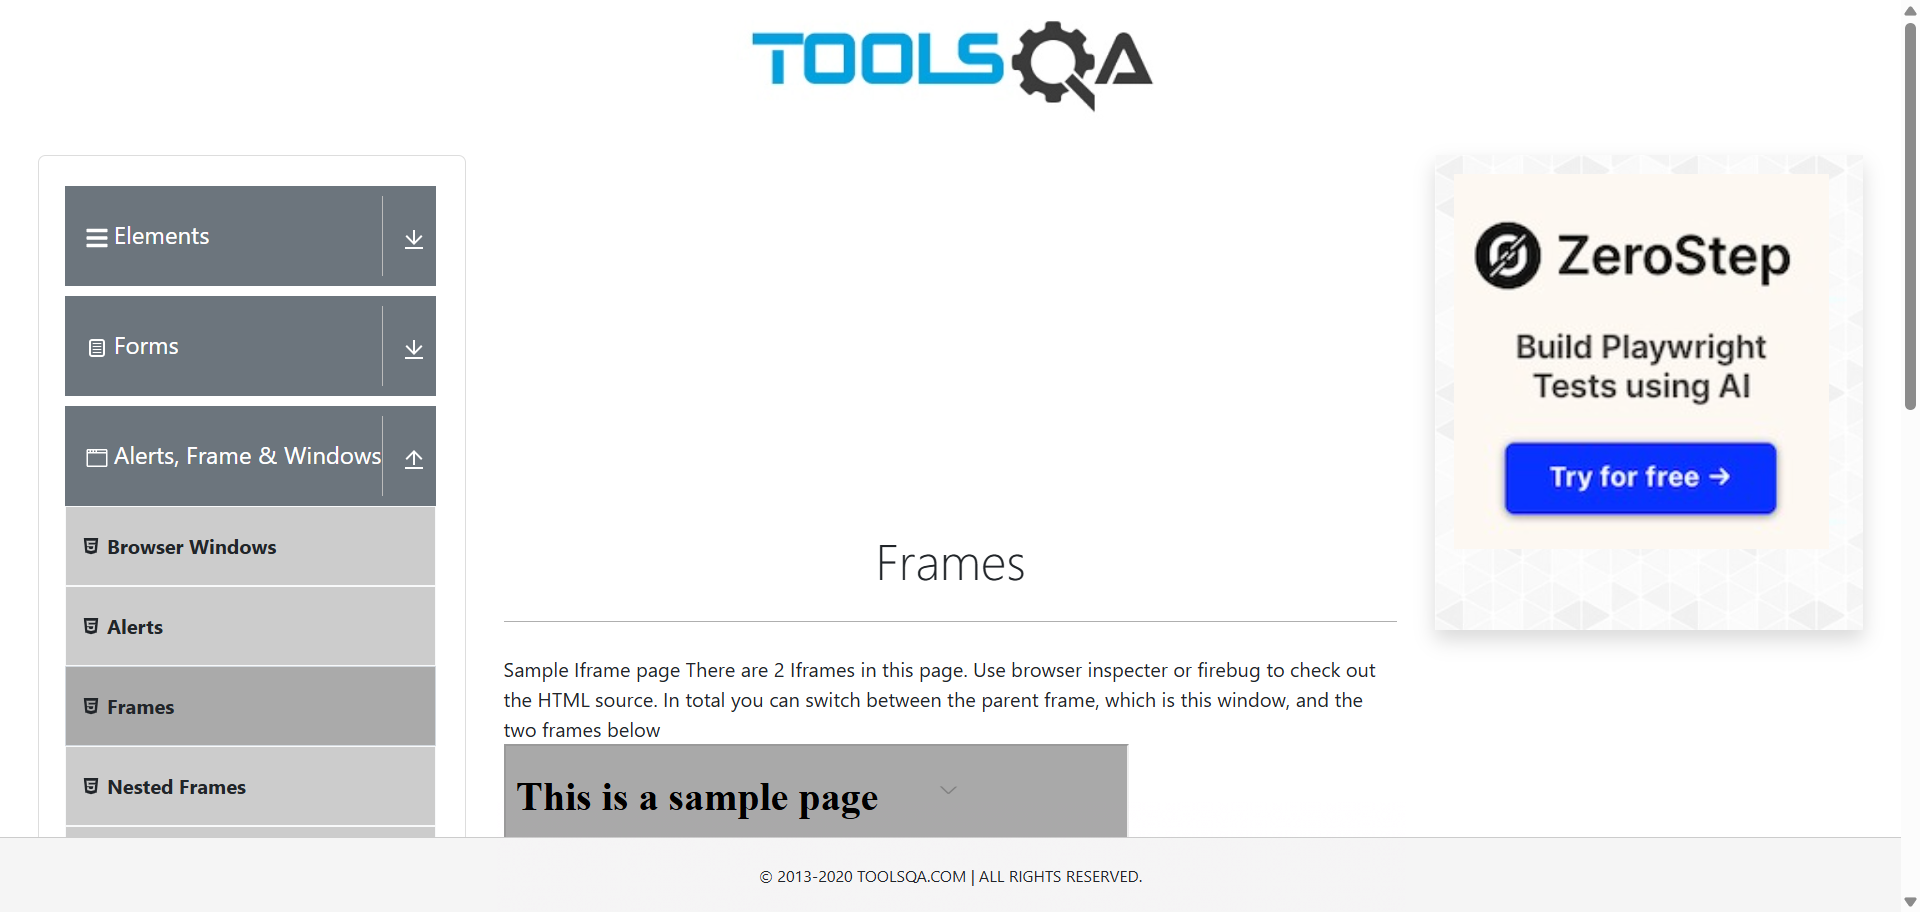 TOOLSQA
Elements
Forms
Alerts, Frame & Windows
Browser Windows
Alerts
Frames
Nested Frames
Frames
Sample Iframe page There are 2 Iframes in this page. Use browser inspecter or firebug to check out
the HTML source. In total you can switch between the parent frame, which is this window, and the
two frames below
This is a sample page
ZeroStep
Build Playwright
Tests using AI
Try for free →
© 2013-2020 TOOLSQA.COM | ALL RIGHTS RESERVED.